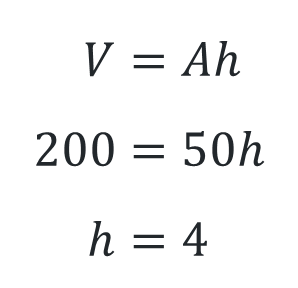 V = Ah
200 = 50h
h = 4